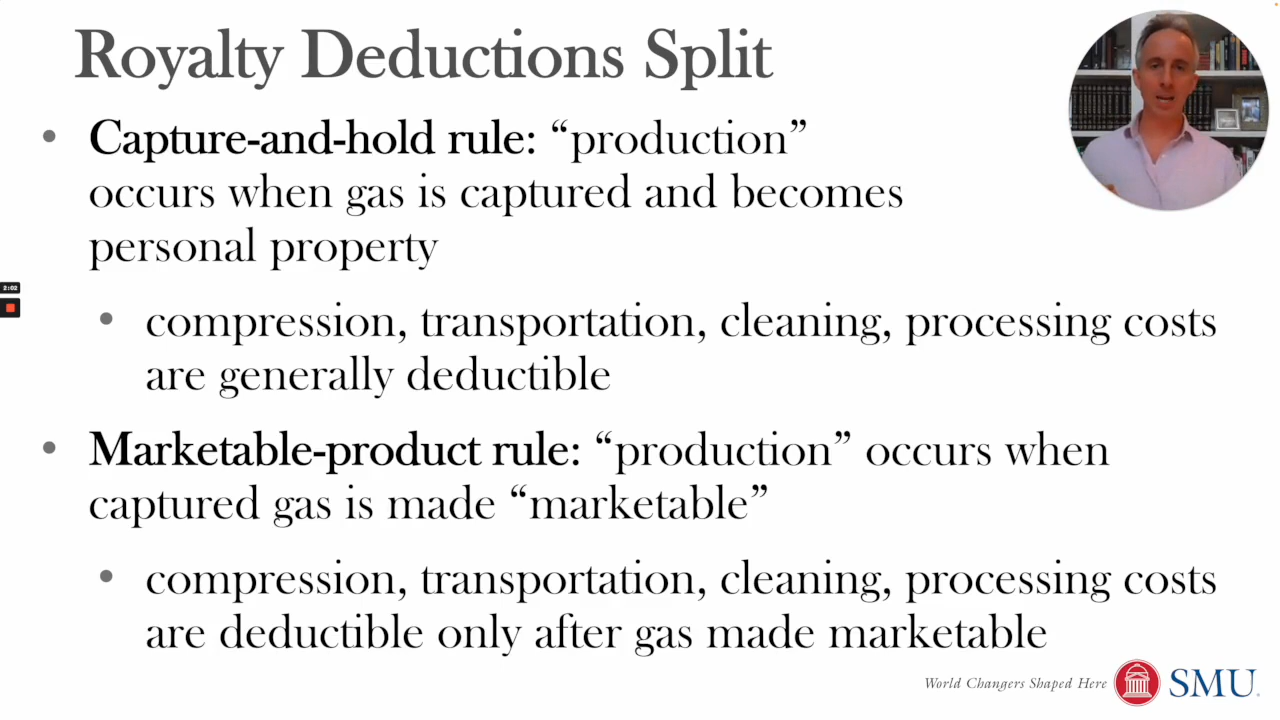 Royalty Deductions Split
• Capture-and-hold rule: “production”
occurs when gas is captured and becomes
personal property
• compression, transportation, cleaning, processing costs
are generally deductible
• Marketable-product rule: “production” occurs when
captured gas is made “marketable”
• compression, transportation, cleaning, processing costs
are deductible only after gas made marketable
2:02
World Changers Shaped Here
SMU